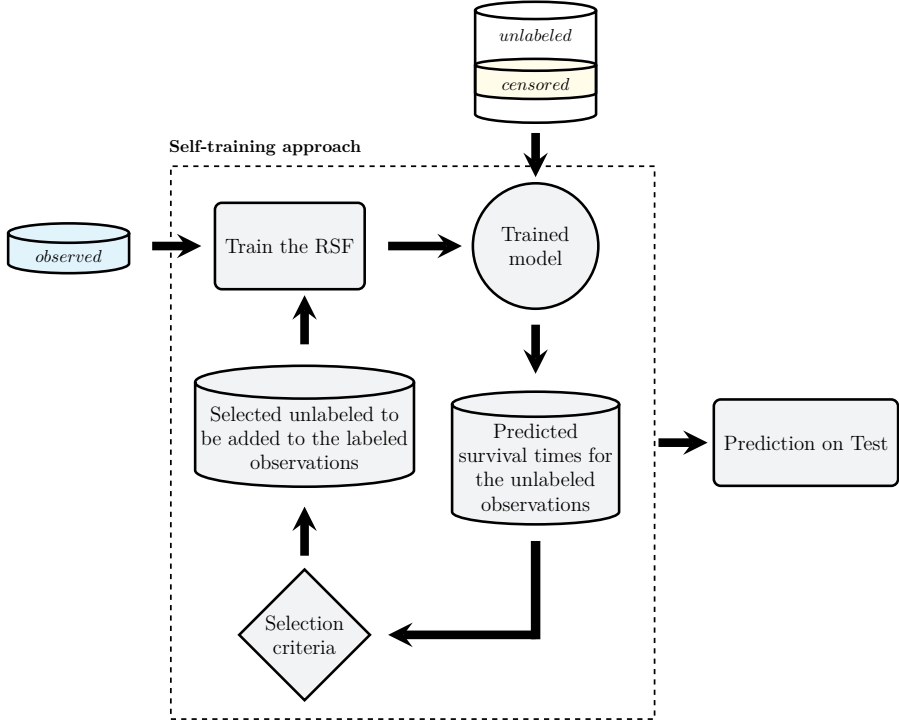 unlabeled
censored
Self-training approach
observed
Train the RSF
Trained
model
Selected unlabeled to
be added to the labeled
observations
Predicted
survival times for
the unlabeled
observations
Prediction on Test
Selection
criteria